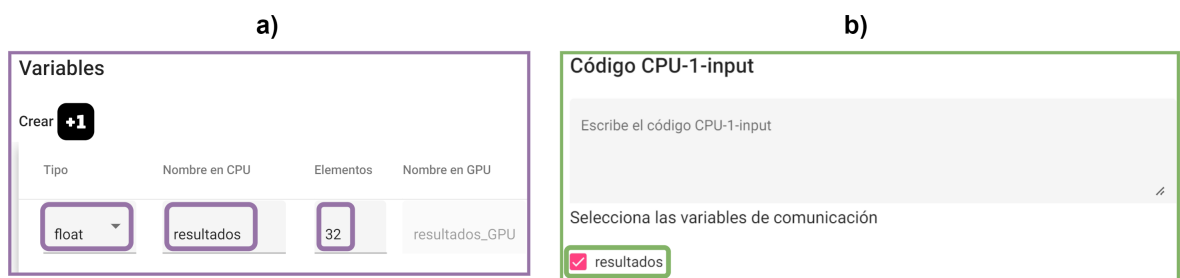 a)
Variables
Crear +1
Tipo Nombre en CPU Elementos Nombre en GPU
float resultados 32 resultados_GPU
b)
Código CPU-1-input
Escribe el código CPU-1-input
Selecciona las variables de comunicación
resultados